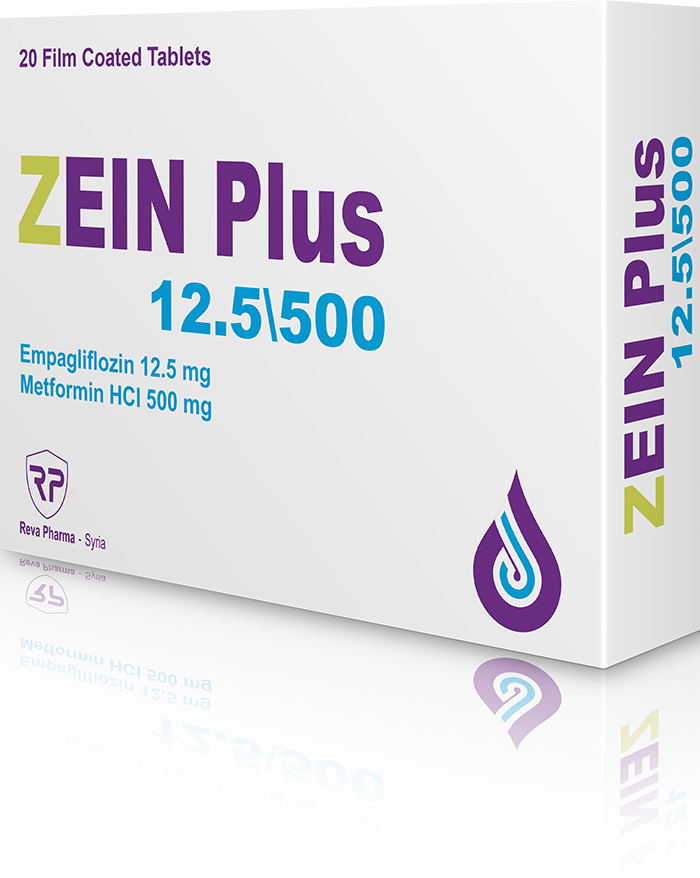 20 Film Coated Tablets
ZEIN Plus
12.5\500
Empagliflozin 12.5 mg
Metformin HCl 500 mg
RP
Reva Pharma - Syria
ZEIN Plus
12.5\500